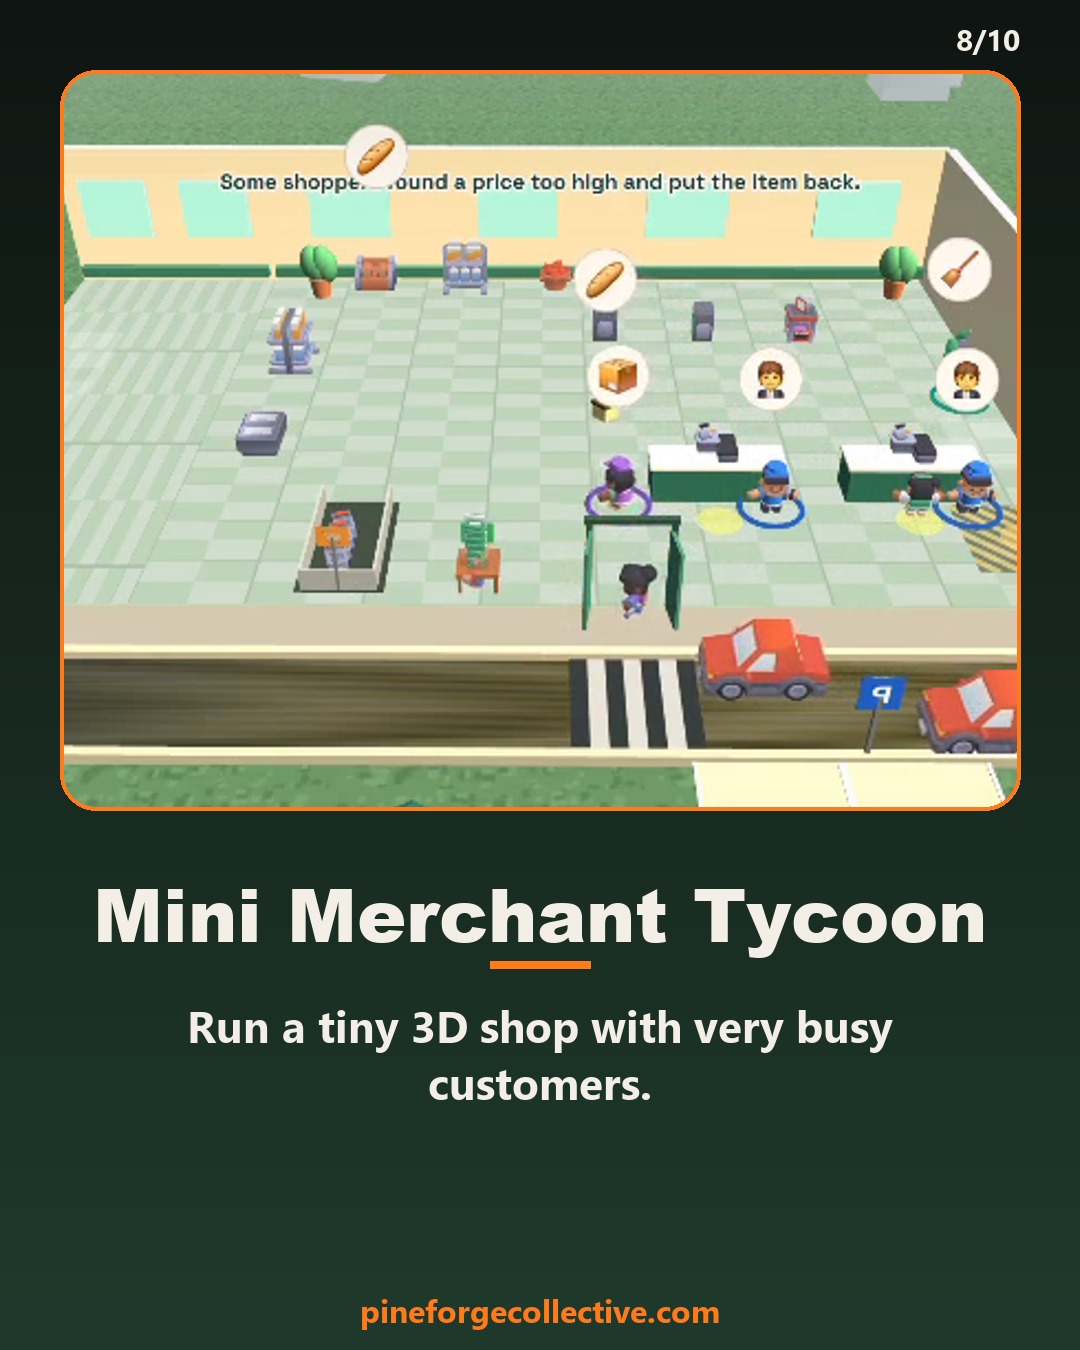 8/10
Some shoppe ound a price too high and put the item back.
P
Mini Merchant Tycoon
Run a tiny 3D shop with very busy
customers.
pineforgecollective.com